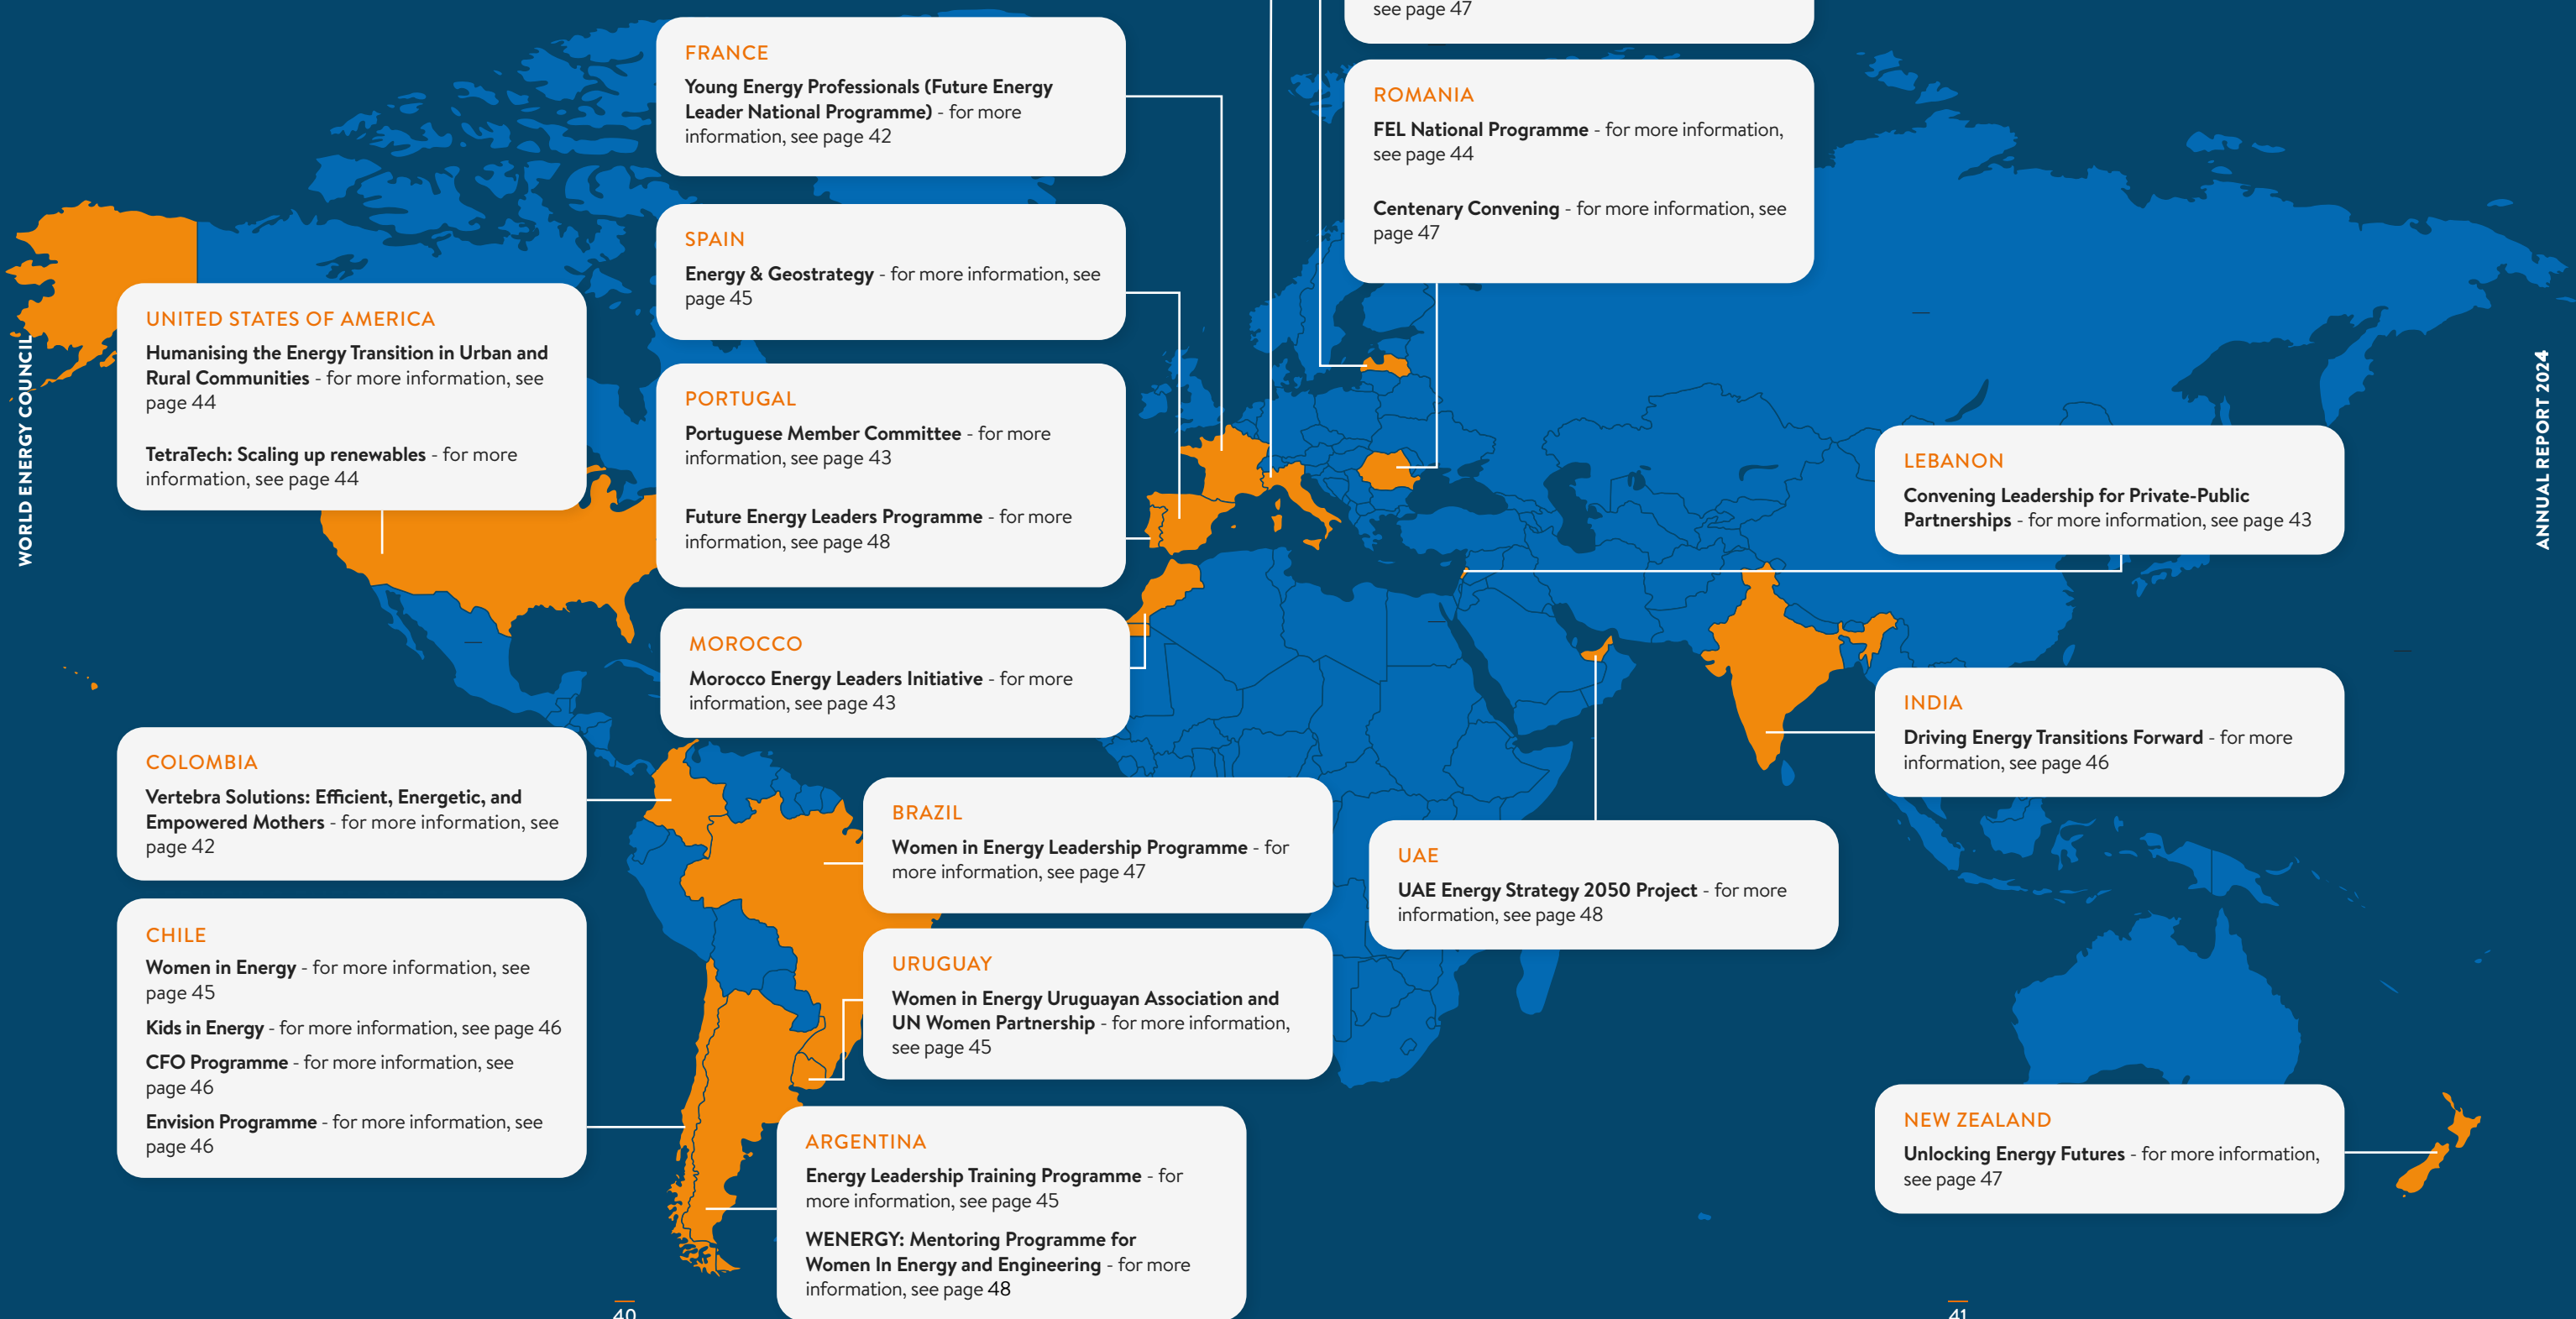 see page 47
FRANCE
Young Energy Professionals (Future Energy
Leader National Programme) - for more
information, see page 42
ROMANIA
FEL National Programme - for more information,
see page 44
Centenary Convening - for more information, see
page 47
SPAIN
Energy & Geostrategy - for more information, see
page 45
UNITED STATES OF AMERICA
Humanising the Energy Transition in Urban and
Rural Communities - for more information, see
page 44
TetraTech: Scaling up renewables - for more
information, see page 44
WORLD ENERGY COUNCIL
PORTUGAL
Portuguese Member Committee - for more
information, see page 43
Future Energy Leaders Programme - for more
information, see page 48
ANNUAL REPORT 2024
LEBANON
Convening Leadership for Private-Public
Partnerships - for more information, see page 43
MOROCCO
Morocco Energy Leaders Initiative - for more
information, see page 43
INDIA
Driving Energy Transitions Forward - for more
information, see page 46
COLOMBIA
Vertebra Solutions: Efficient, Energetic, and
Empowered Mothers - for more information, see
page 42
BRAZIL
Women in Energy Leadership Programme - for
more information, see page 47
UAE
UAE Energy Strategy 2050 Project - for more
information, see page 48
CHILE
Women in Energy - for more information, see
page 45
Kids in Energy - for more information, see page 46
CFO Programme - for more information, see
page 46
Envision Programme - for more information, see
page 46
URUGUAY
Women in Energy Uruguayan Association and
UN Women Partnership - for more information,
see page 45
ARGENTINA
Energy Leadership Training Programme - for
more information, see page 45
WENERGY: Mentoring Programme for
Women In Energy and Engineering - for more
information, see page 48
NEW ZEALAND
Unlocking Energy Futures - for more information,
see page 47
40
41